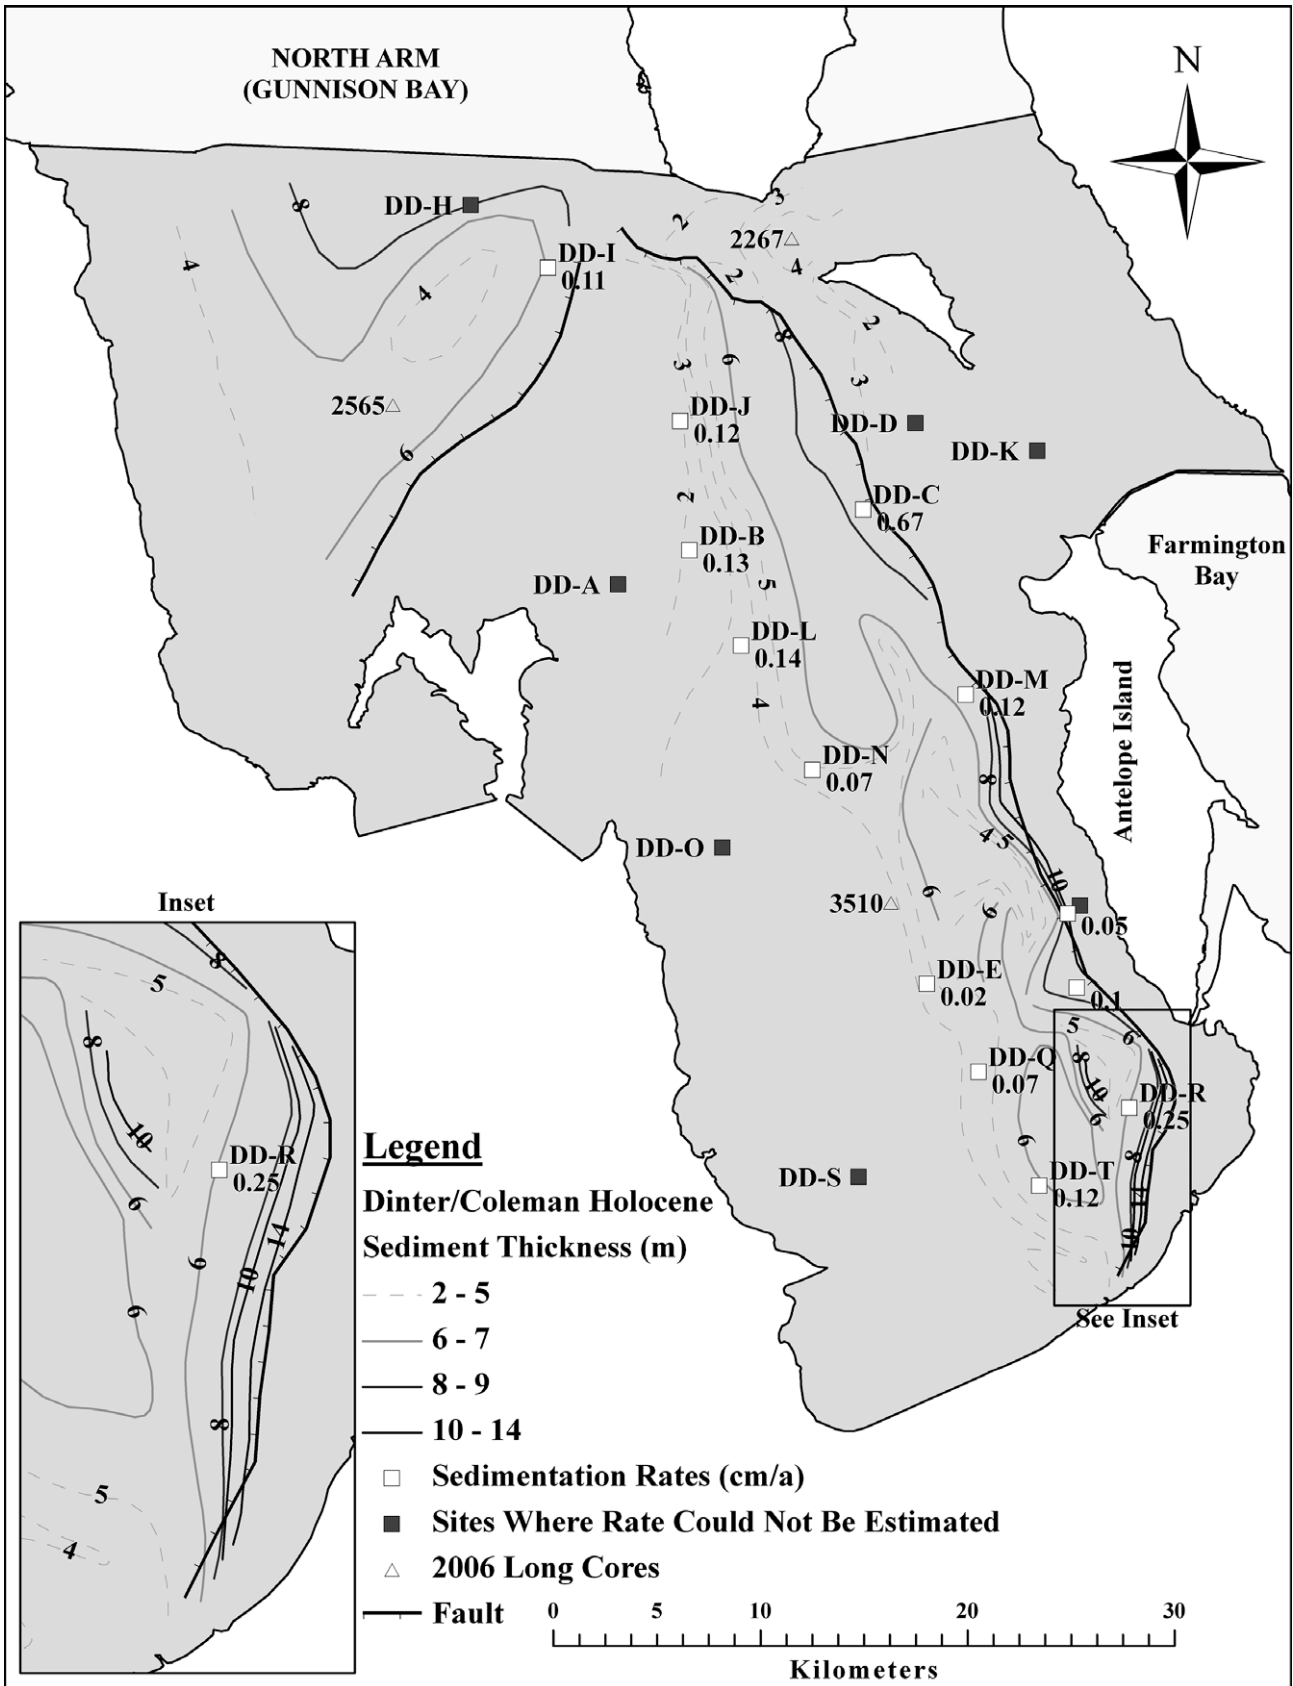 NORTH ARM
(GUNNISON BAY)
N
3
2
8
DD-H
2267
4
DD-I
0.11
4
2
4
2
8
3
6
3
DD-J
0.12
2565
DD-D
DD-K
6
2
DD-C
0.67
DD-B
0.13
Farmington
Bay
DD-A
5
DD-L
0.14
DD-M
0.12
4
Antelope Island
DD-N
0.07
8
4
5
DD-O
10
6
3510
6
0.05
DD-E
0.02
0.1
5
6
DD-Q
0.07
8
10
6
DD-R
0.25
6
8
DD-S
DD-T
0.12
11
10
See Inset
Inset
8
5
8
10
DD-R
0.25
6
14
6
10
6
8
5
4
Legend
Dinter/Coleman Holocene
Sediment Thickness (m)
2 - 5
6 - 7
8 - 9
10 - 14
Sedimentation Rates (cm/a)
Sites Where Rate Could Not Be Estimated
2006 Long Cores
Fault
0 5 10 20 30
Kilometers